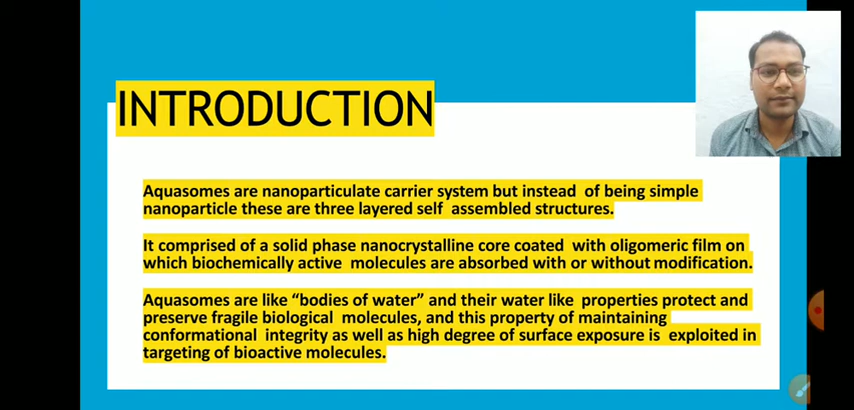 INTRODUCTION
Aquasomes are nanoparticulate carrier system but instead of being simple
nanoparticle these are three layered self assembled structures.
It comprised of a solid phase nanocrystalline core coated with oligomeric film on
which biochemically active molecules are absorbed with or without modification.
Aquasomes are like “bodies of water” and their water like properties protect and
preserve fragile biological molecules, and this property of maintaining
conformational integrity as well as high degree of surface exposure is exploited in
targeting of bioactive molecules.